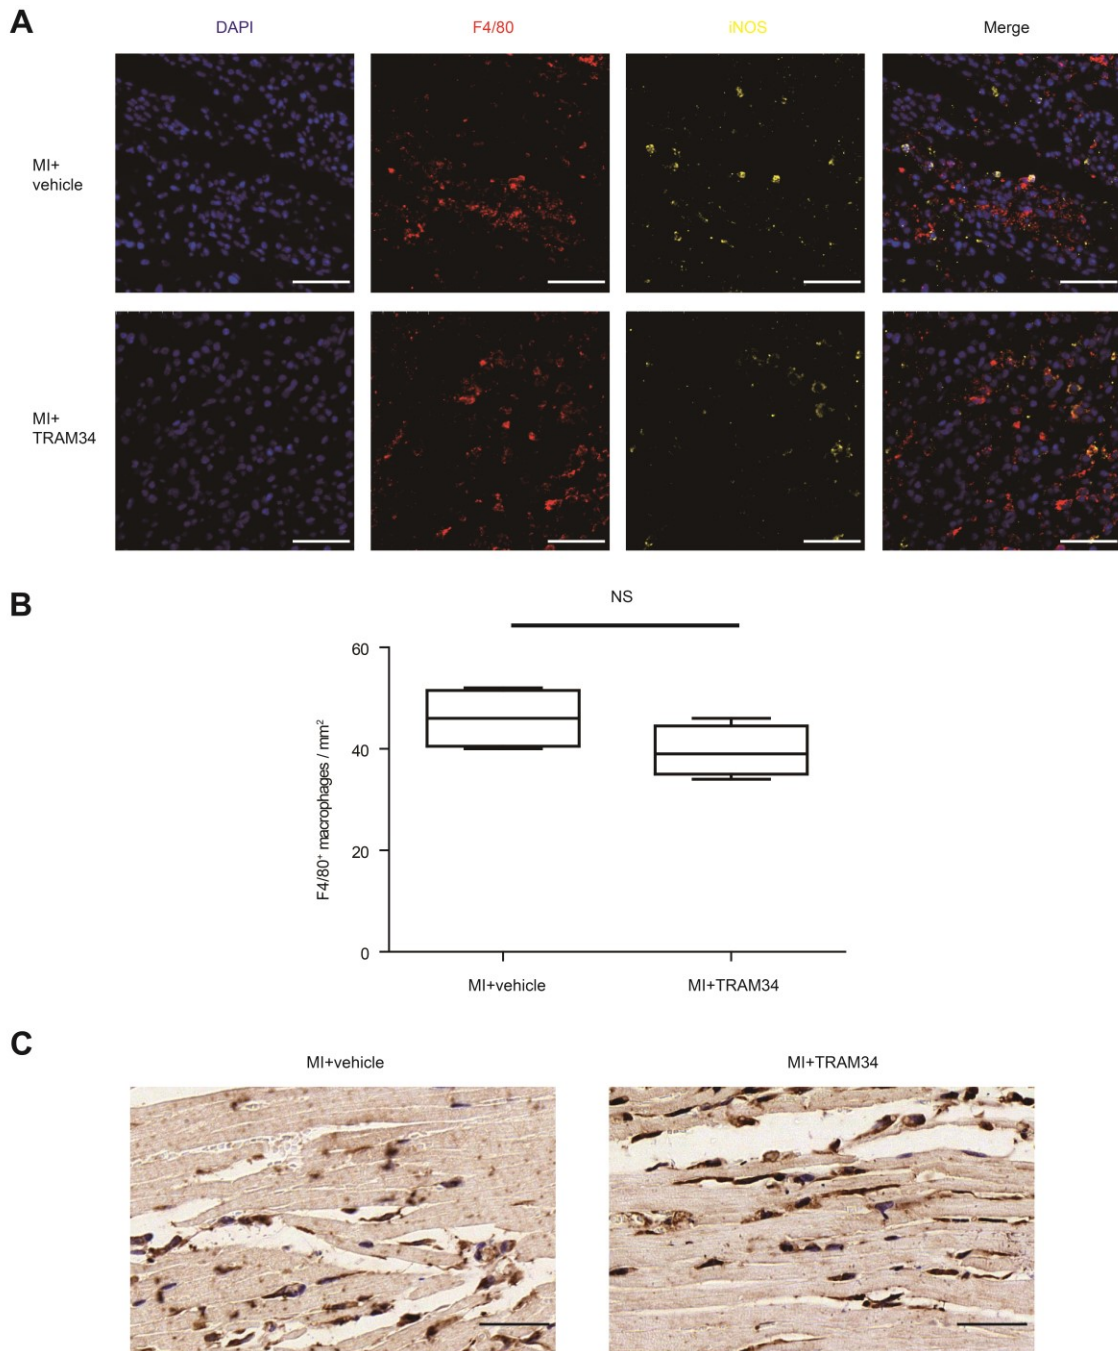 A
DAPI F4/80 iNOS Merge
MI+
vehicle
MI+
TRAM34
B
NS
60
40
20
0
F4/80⁺ macrophages / mm²
MI+vehicle MI+TRAM34
C
MI+vehicle MI+TRAM34